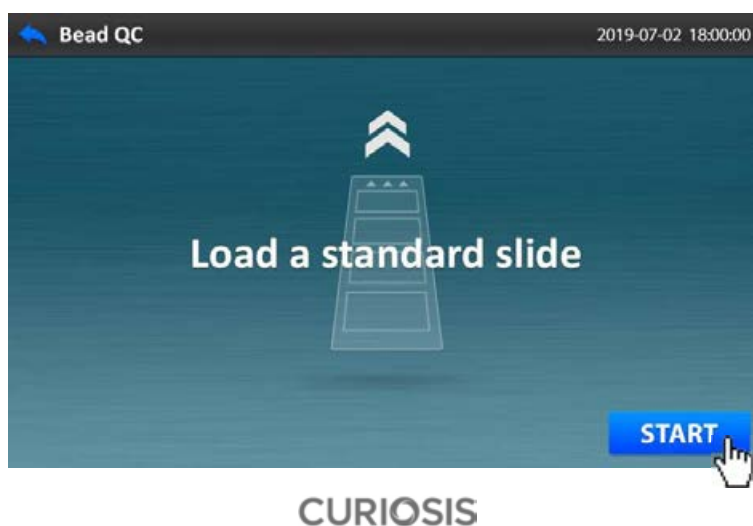 Bead QC
2019-07-02 18:00:00
Load a standard slide
START
CURIOSIS